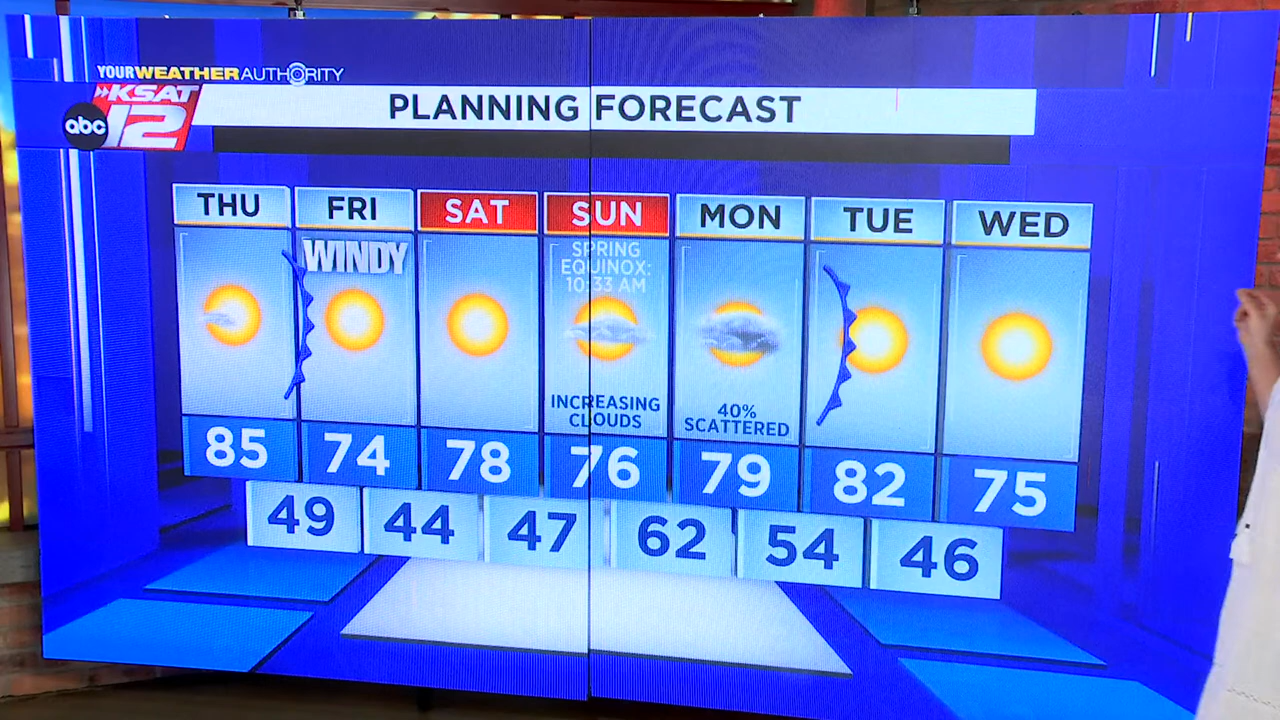 YOUR WEATHER AUTHORITY
KSAT
abc 12
PLANNING FORECAST
THU FRI SAT SUN MON TUE WED
WINDY
SPRING
EQUINOX:
10:33 AM
INCREASING
CLOUDS
40%
SCATTERED
85 74 78 76 79 82 75
49 44 47 62 54 46